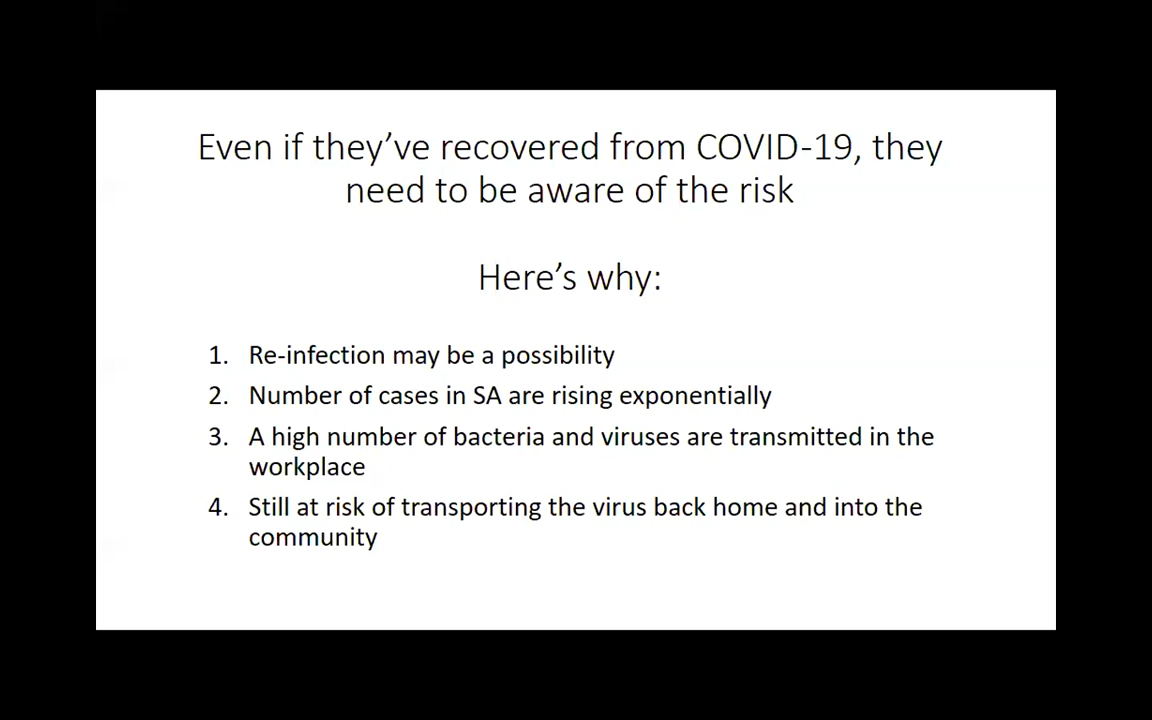 Even if they’ve recovered from COVID-19, they
need to be aware of the risk
Here’s why:
1. Re-infection may be a possibility
2. Number of cases in SA are rising exponentially
3. A high number of bacteria and viruses are transmitted in the
workplace
4. Still at risk of transporting the virus back home and into the
community